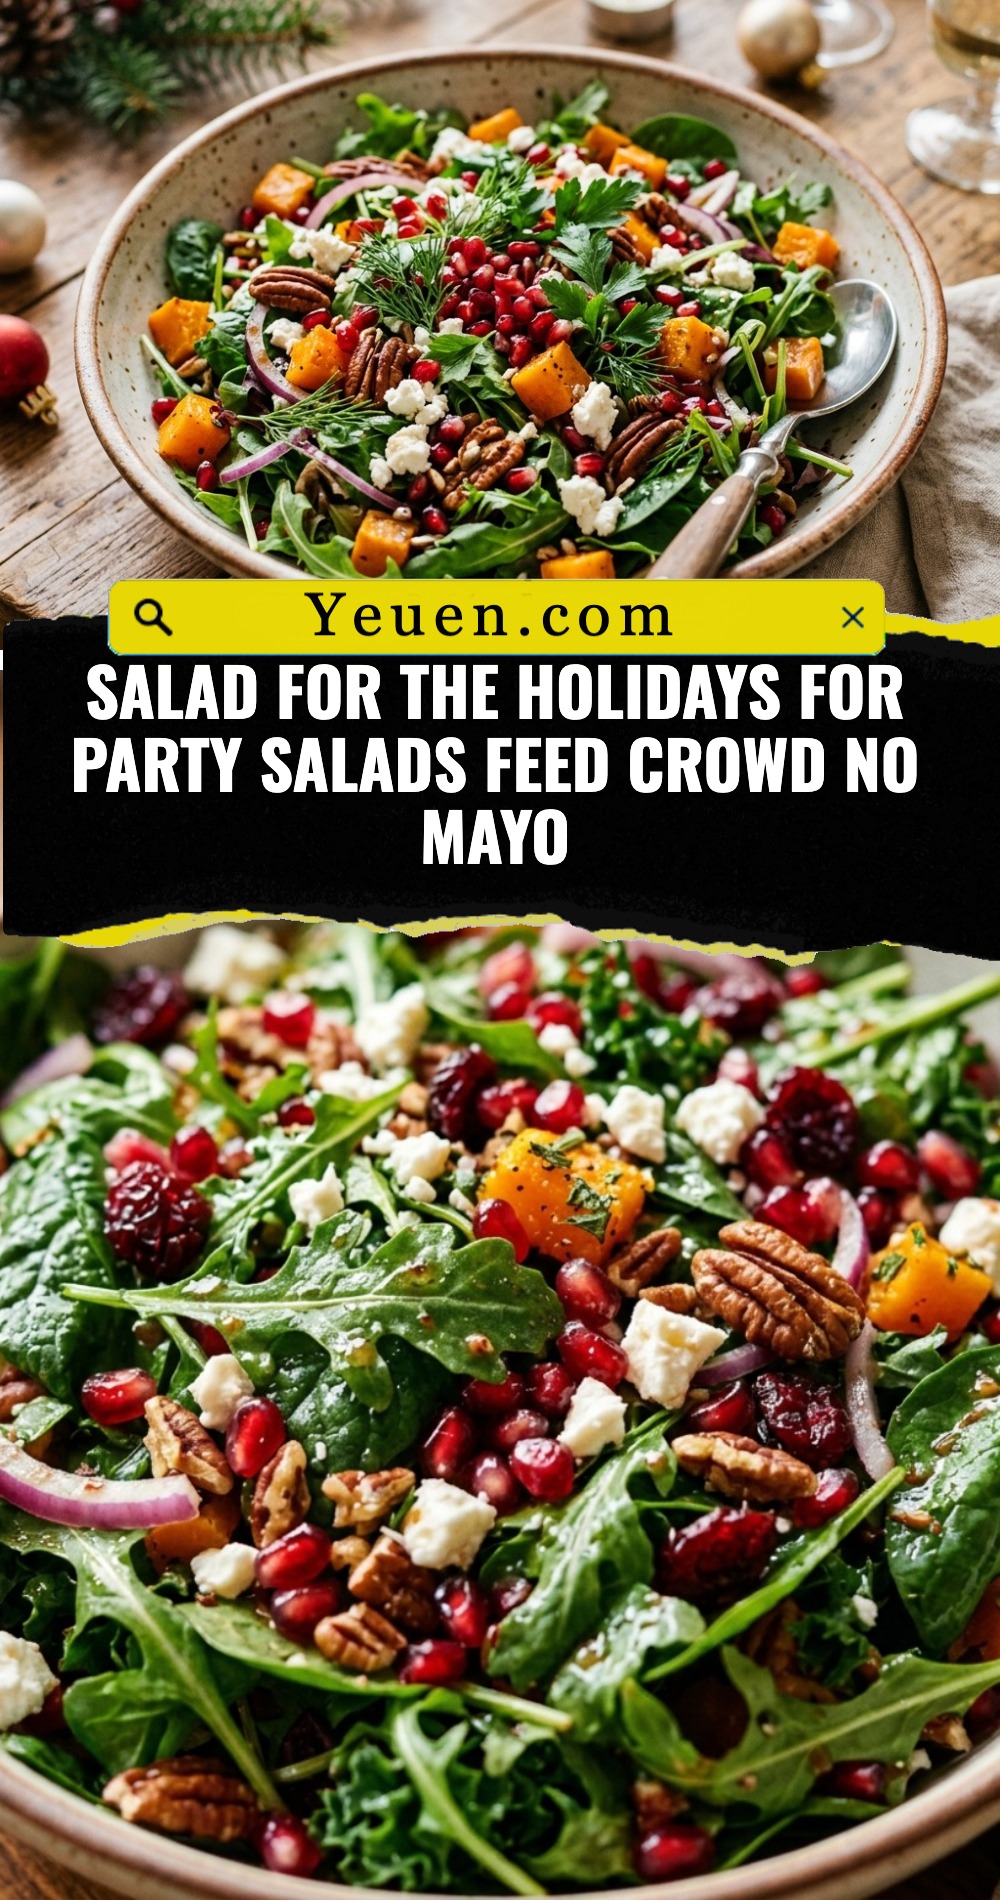 Yeuen.com
SALAD FOR THE HOLIDAYS FOR
PARTY SALADS FEED CROWD NO
MAYO